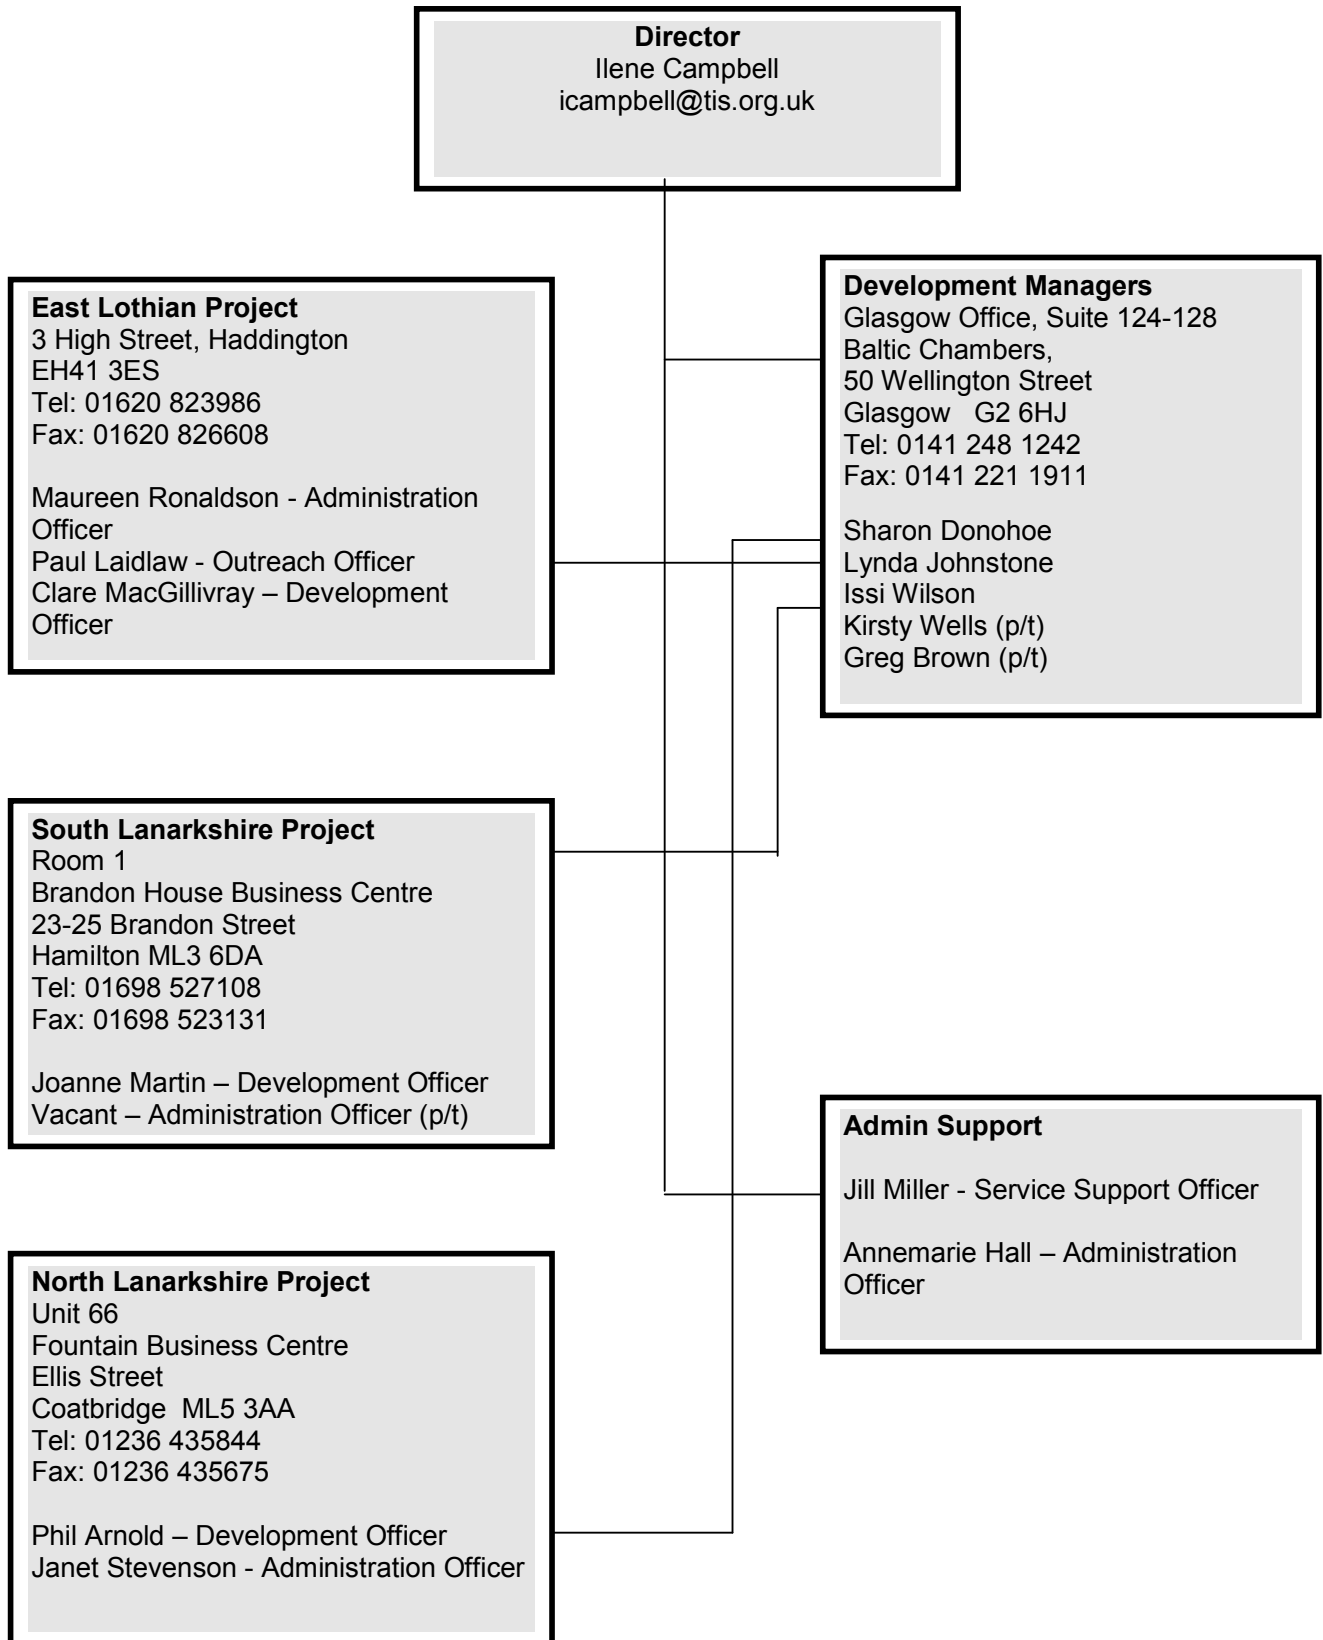 Director
Ilene Campbell
icampbell@tis.org.uk
East Lothian Project
3 High Street, Haddington
EH41 3ES
Tel: 01620 823986
Fax: 01620 826608
Maureen Ronaldson - Administration
Officer
Paul Laidlaw - Outreach Officer
Clare MacGillivray – Development
Officer
Development Managers
Glasgow Office, Suite 124-128
Baltic Chambers,
50 Wellington Street
Glasgow   G2 6HJ
Tel: 0141 248 1242
Fax: 0141 221 1911
Sharon Donohoe
Lynda Johnstone
Issi Wilson
Kirsty Wells (p/t)
Greg Brown (p/t)
South Lanarkshire Project
Room 1
Brandon House Business Centre
23-25 Brandon Street
Hamilton ML3 6DA
Tel: 01698 527108
Fax: 01698 523131
Joanne Martin – Development Officer
Vacant – Administration Officer (p/t)
Admin Support
Jill Miller - Service Support Officer
Annemarie Hall – Administration
Officer
North Lanarkshire Project
Unit 66
Fountain Business Centre
Ellis Street
Coatbridge  ML5 3AA
Tel: 01236 435844
Fax: 01236 435675
Phil Arnold – Development Officer
Janet Stevenson - Administration Officer